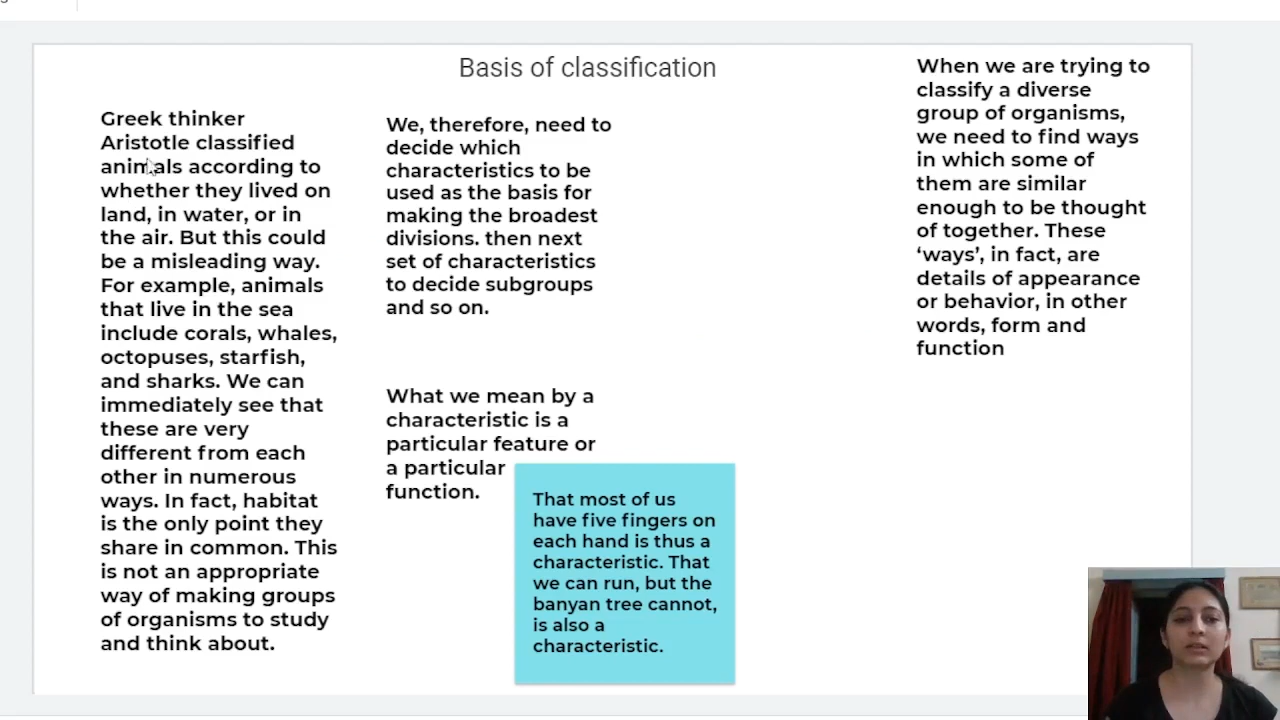 Basis of classification
Greek thinker
Aristotle classified
animals according to
whether they lived on
land, in water, or in
the air. But this could
be a misleading way.
For example, animals
that live in the sea
include corals, whales,
octopuses, starfish,
and sharks. We can
immediately see that
these are very
different from each
other in numerous
ways. In fact, habitat
is the only point they
share in common. This
is not an appropriate
way of making groups
of organisms to study
and think about.
We, therefore, need to
decide which
characteristics to be
used as the basis for
making the broadest
divisions. then next
set of characteristics
to decide subgroups
and so on.
What we mean by a
characteristic is a
particular feature or
a particular
function.
That most of us
have five fingers on
each hand is thus a
characteristic. That
we can run, but the
banyan tree cannot,
is also a
characteristic.
When we are trying to
classify a diverse
group of organisms,
we need to find ways
in which some of
them are similar
enough to be thought
of together. These
‘ways’, in fact, are
details of appearance
or behavior, in other
words, form and
function